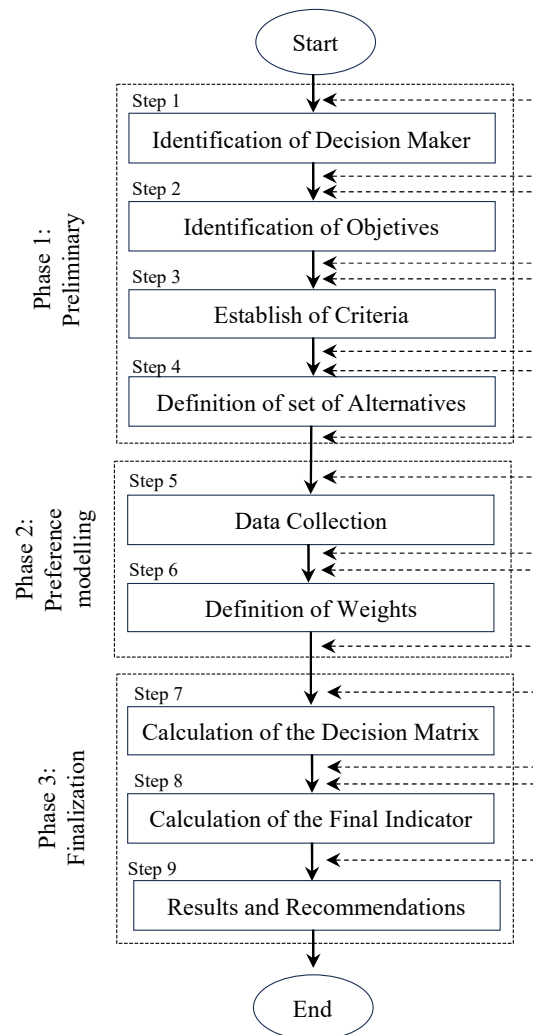 Start
Phase 1:
Preliminary
Step 1
Identification of Decision Maker
Step 2
Identification of Objetives
Step 3
Establish of Criteria
Step 4
Definition of set of Alternatives
Phase 2:
Preference
modelling
Step 5
Data Collection
Step 6
Definition of Weights
Phase 3:
Finalization
Step 7
Calculation of the Decision Matrix
Step 8
Calculation of the Final Indicator
Step 9
Results and Recommendations
End